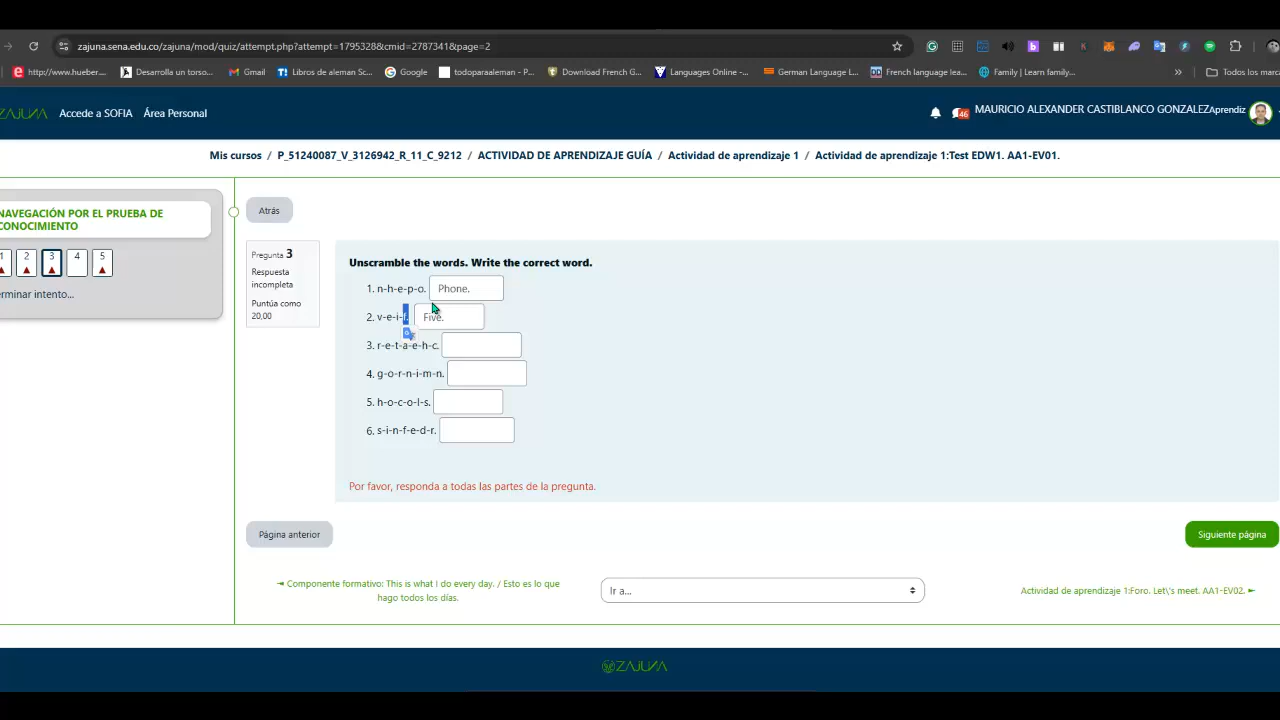 zajuna.sena.edu.co/zajuna/mod/quiz/attempt.php?attempt=1795328&cmid=2787341&page=2
http://www.hueber....
Desarrolla un torso...
Gmail
Libros de aleman Sc...
Google
todoparaaleman - P...
Download French G...
Languages Online -...
German Language L...
French language lea...
Family | Learn family...
»
Todos los marca
ZAJUNA
Accede a SOFIA
Área Personal
46
MAURICIO ALEXANDER CASTIBLANCO GONZALEZAprendiz
Mis cursos / P_51240087_V_3126942_R_11_C_9212 / ACTIVIDAD DE APRENDIZAJE GUÍA / Actividad de aprendizaje 1 / Actividad de aprendizaje 1:Test EDW1. AA1-EV01.
NAVEGACIÓN POR EL PRUEBA DE
CONOCIMIENTO
1 2 3 4 5
erminar intento...
Atrás
Pregunta 3
Respuesta
incompleta
Puntúa como
20,00
Unscramble the words. Write the correct word.
1. n-h-e-p-o. Phone.
2. v-e-i-f. Five.
3. r-e-t-a-e-h-c.
4. g-o-r-n-i-m-n.
5. h-o-c-o-l-s.
6. s-i-n-f-e-d-r.
Por favor, responda a todas las partes de la pregunta.
Página anterior
Siguiente página
◄ Componente formativo: This is what I do every day. / Esto es lo que
hago todos los días.
Ir a...
Actividad de aprendizaje 1:Foro. Let\'s meet. AA1-EV02. ►
ZAJUNA